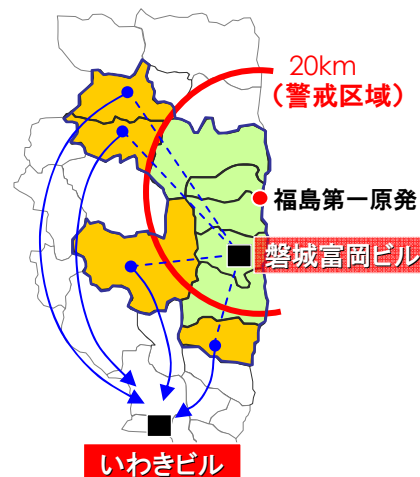 20km
（警戒区域）
福島第一原発
磐城富岡ビル
いわきビル